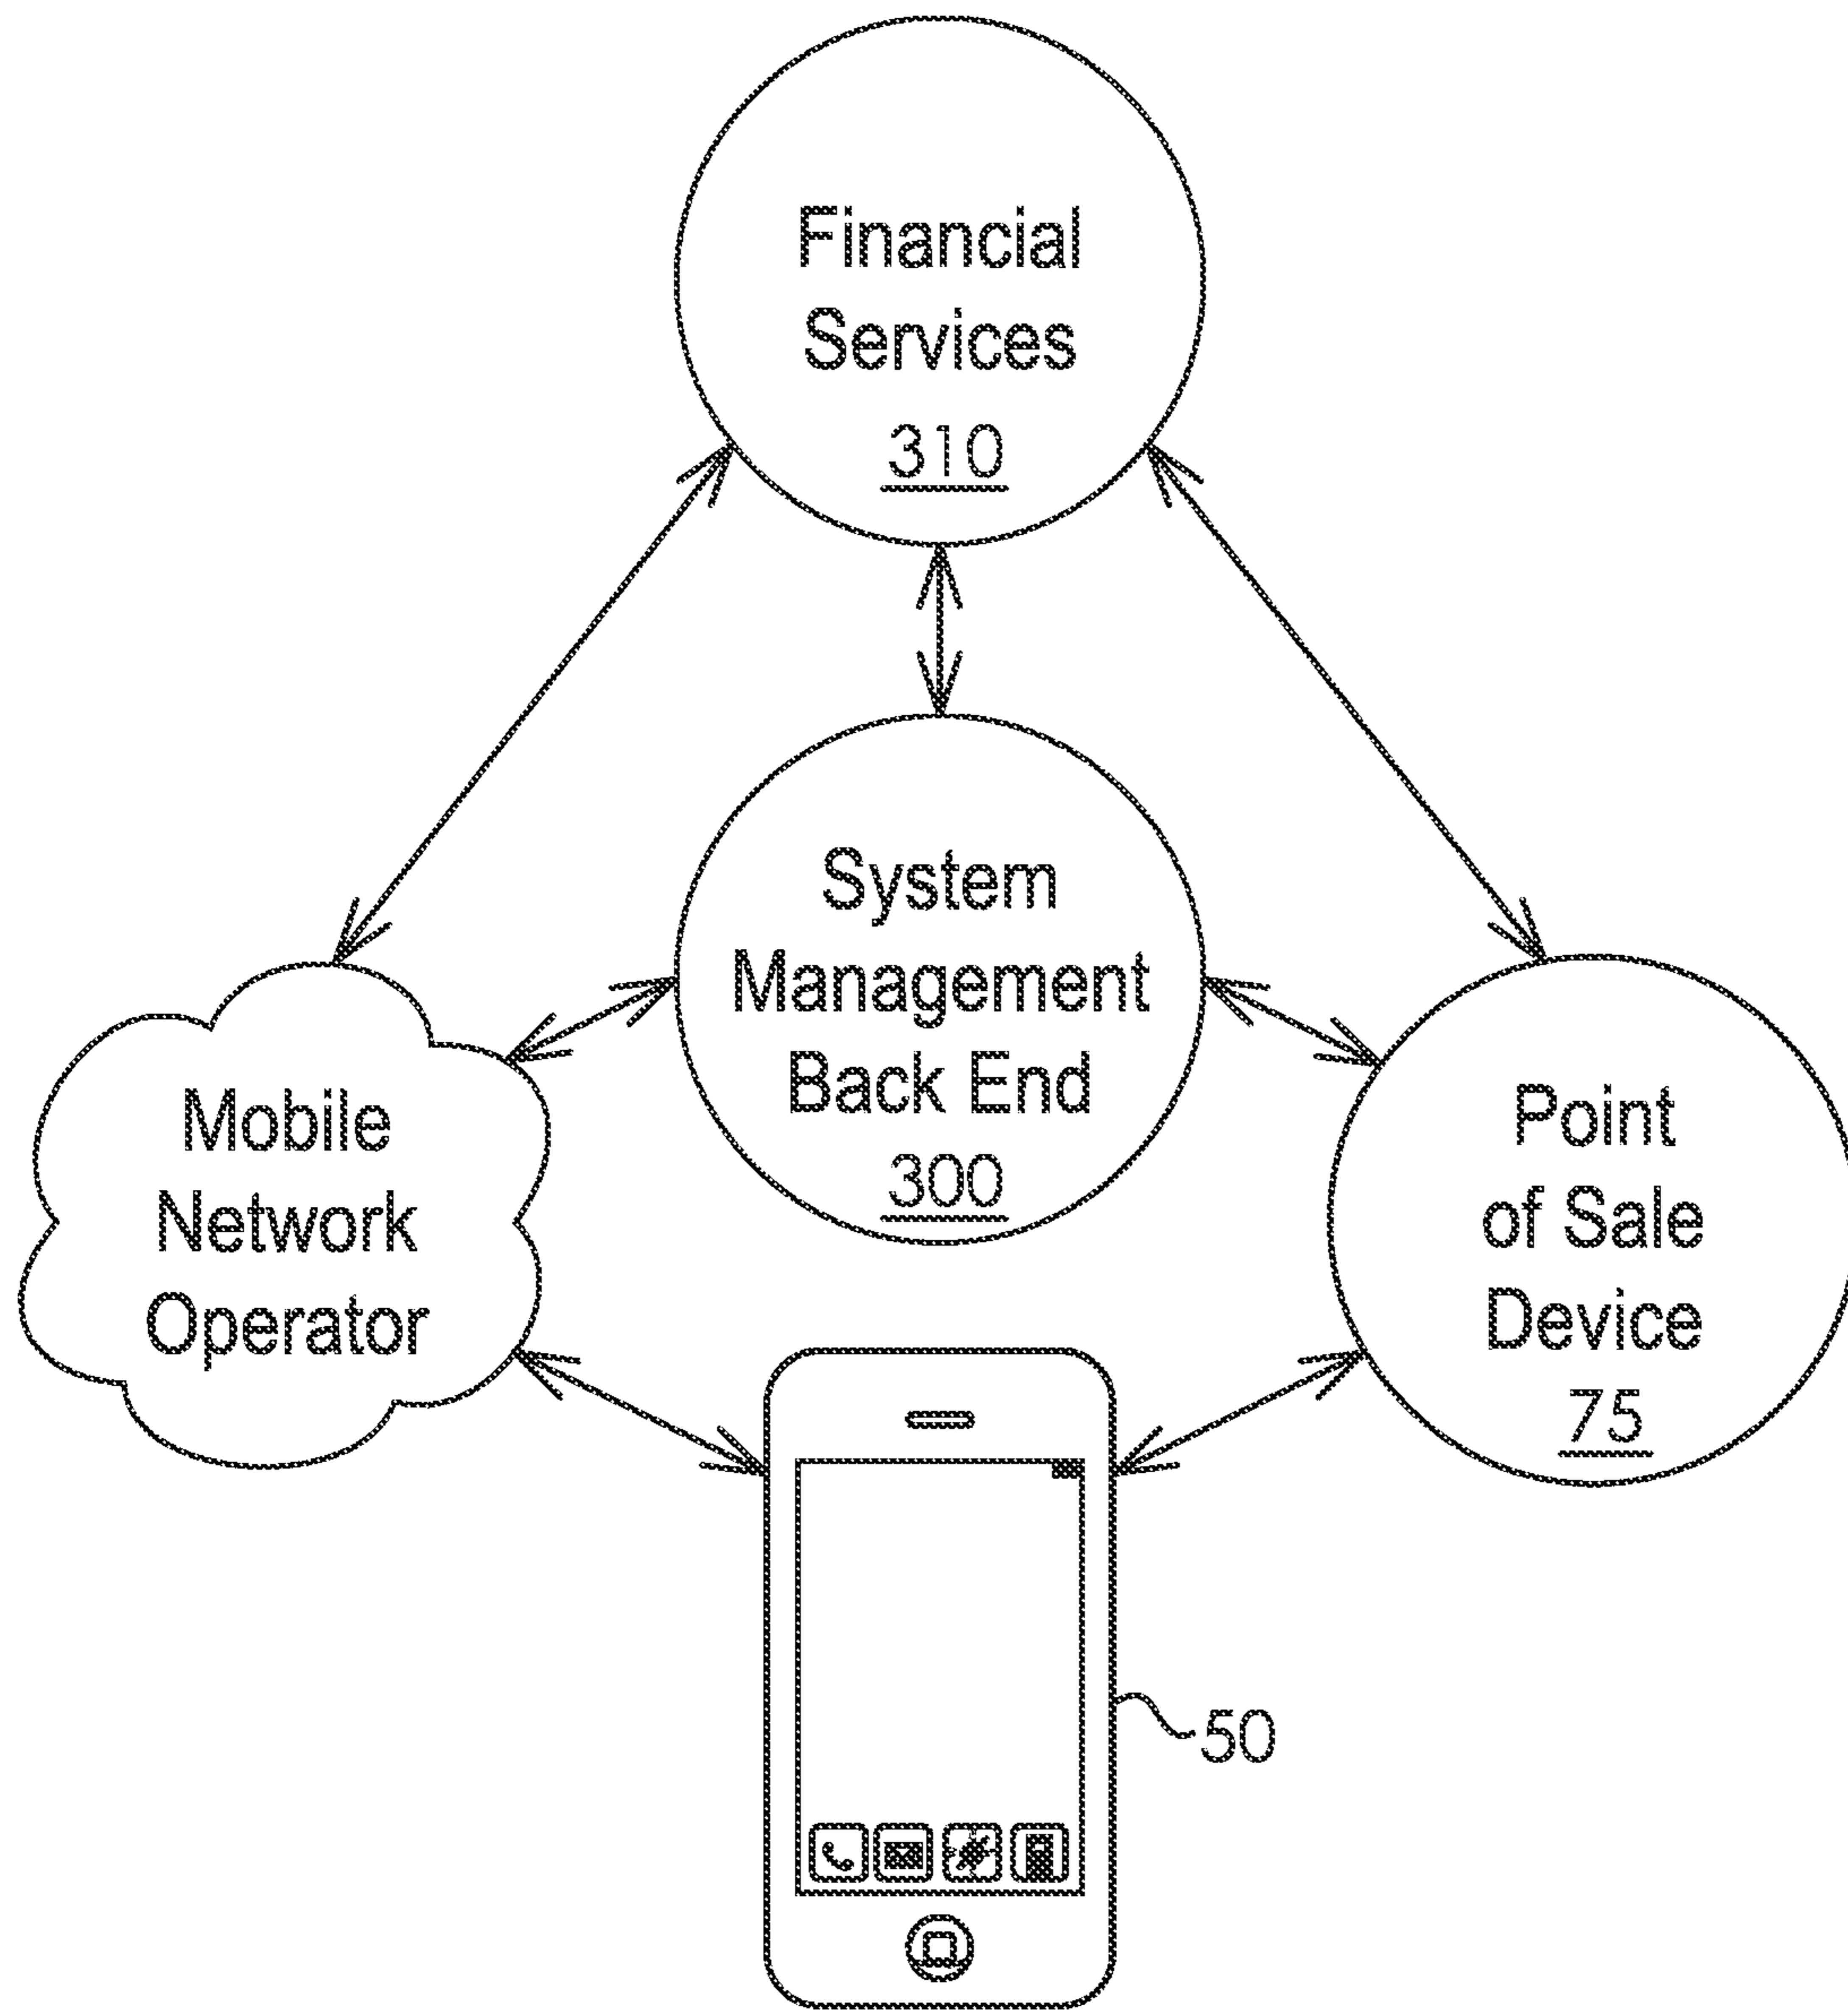 Financial
Services
310
System
Management
Back End
300
Mobile
Network
Operator
Point
of Sale
Device
75
50